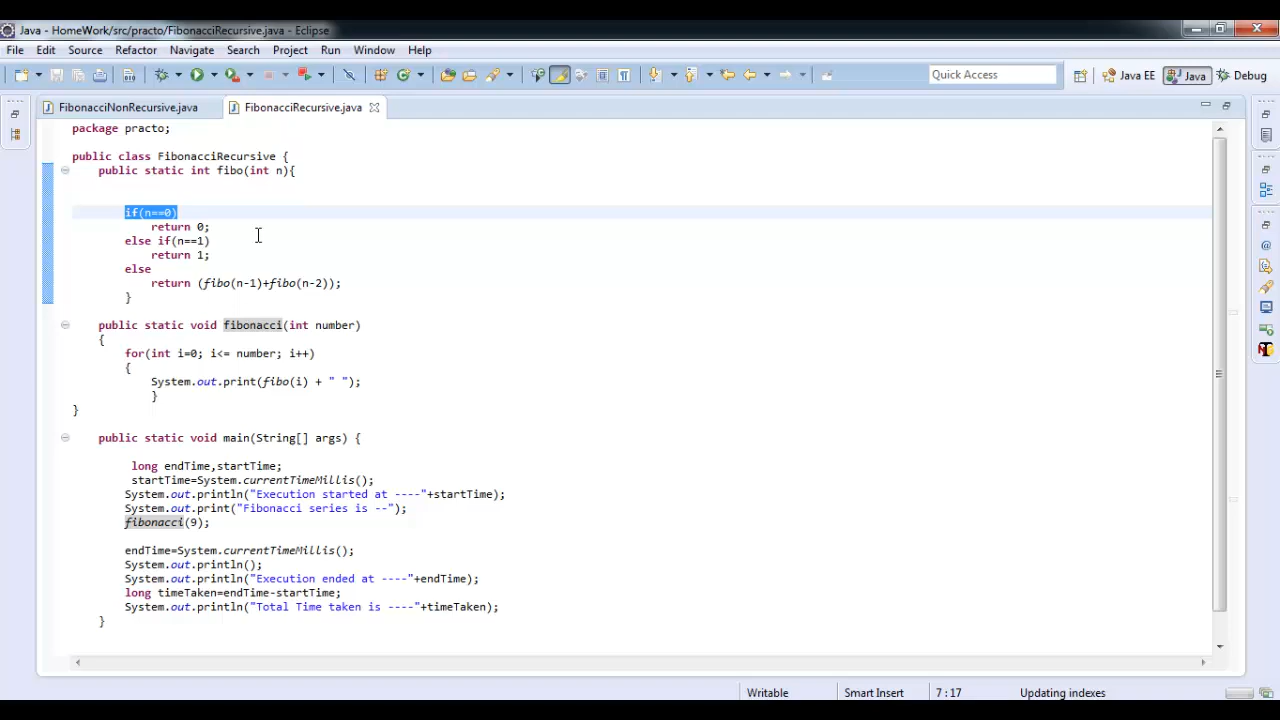 Java - HomeWork/src/practo/FibonacciRecursive.java - Eclipse
File Edit Source Refactor Navigate Search Project Run Window Help
Quick Access Java EE Java Debug
FibonacciNonRecursive.java FibonacciRecursive.java
package practo;
public class FibonacciRecursive {
public static int fibo(int n){
if(n==0)
return 0;
else if(n==1)
return 1;
else
return (fibo(n-1)+fibo(n-2));
}
public static void fibonacci(int number)
{
for(int i=0; i<= number; i++)
{
System.out.print(fibo(i) + " ");
}
}
public static void main(String[] args) {
long endTime,startTime;
startTime=System.currentTimeMillis();
System.out.println("Execution started at ----"+startTime);
System.out.print("Fibonacci series is --");
fibonacci(9);
endTime=System.currentTimeMillis();
System.out.println();
System.out.println("Execution ended at ----"+endTime);
long timeTaken=endTime-startTime;
System.out.println("Total Time taken is ----"+timeTaken);
}
Writable Smart Insert 7 : 17 Updating indexes